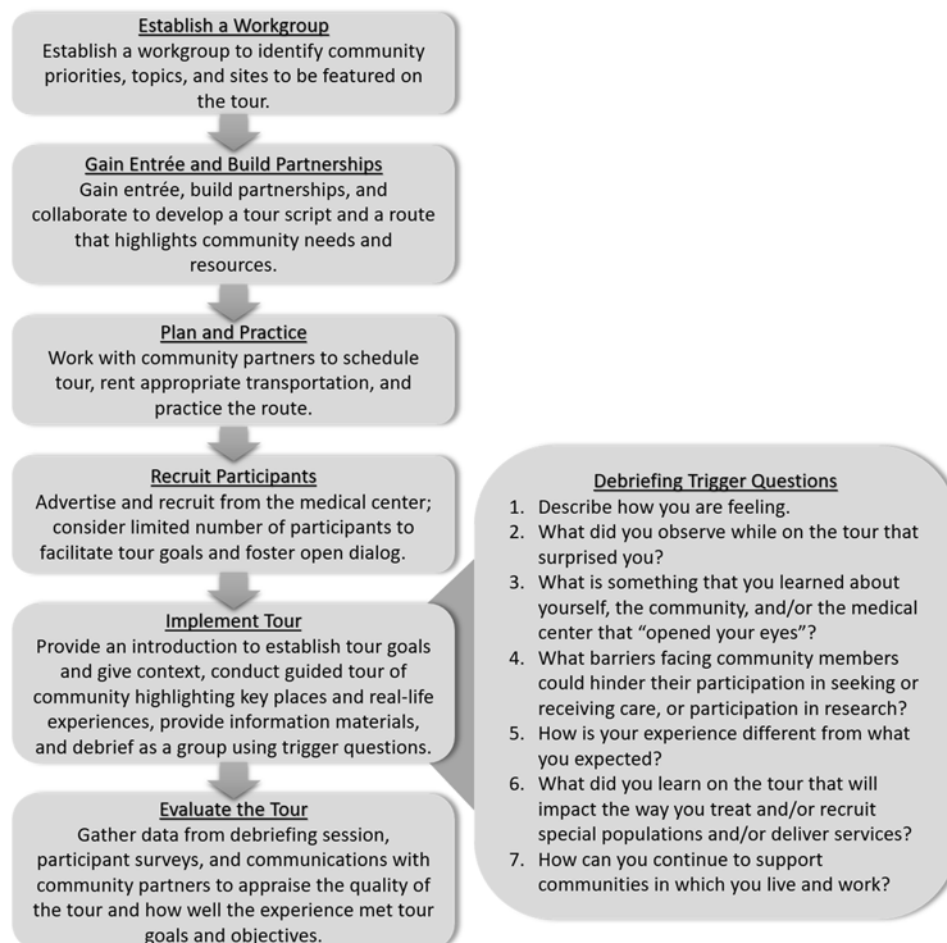 Establish a Workgroup
Establish a workgroup to identify community
priorities, topics, and sites to be featured on
the tour.
Gain Entrée and Build Partnerships
Gain entrée, build partnerships, and
collaborate to develop a tour script and a route
that highlights community needs and
resources.
Plan and Practice
Work with community partners to schedule
tour, rent appropriate transportation, and
practice the route.
Recruit Participants
Advertise and recruit from the medical center;
consider limited number of participants to
facilitate tour goals and foster open dialog.
Implement Tour
Provide an introduction to establish tour goals
and give context, conduct guided tour of
community highlighting key places and real-life
experiences, provide information materials,
and debrief as a group using trigger questions.
Evaluate the Tour
Gather data from debriefing session,
participant surveys, and communications with
community partners to appraise the quality of
the tour and how well the experience met tour
goals and objectives.
Debriefing Trigger Questions
1. Describe how you are feeling.
2. What did you observe while on the tour that
surprised you?
3. What is something that you learned about
yourself, the community, and/or the medical
center that “opened your eyes”?
4. What barriers facing community members
could hinder their participation in seeking or
receiving care, or participation in research?
5. How is your experience different from what
you expected?
6. What did you learn on the tour that will
impact the way you treat and/or recruit
special populations and/or deliver services?
7. How can you continue to support
communities in which you live and work?